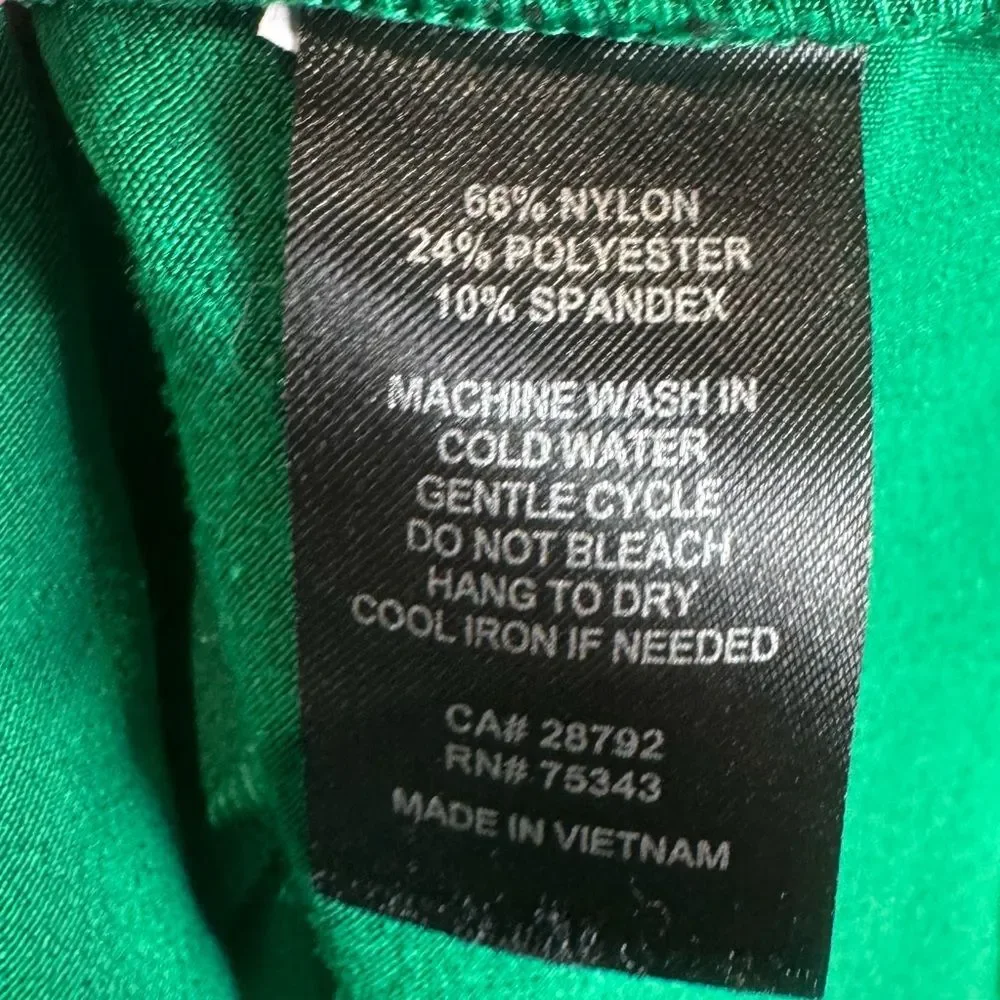 66% NYLON
24% POLYESTER
10% SPANDEX
MACHINE WASH IN
COLD WATER
GENTLE CYCLE
DO NOT BLEACH
HANG TO DRY
COOL IRON IF NEEDED
CA# 28792
RN# 75343
MADE IN VIETNAM